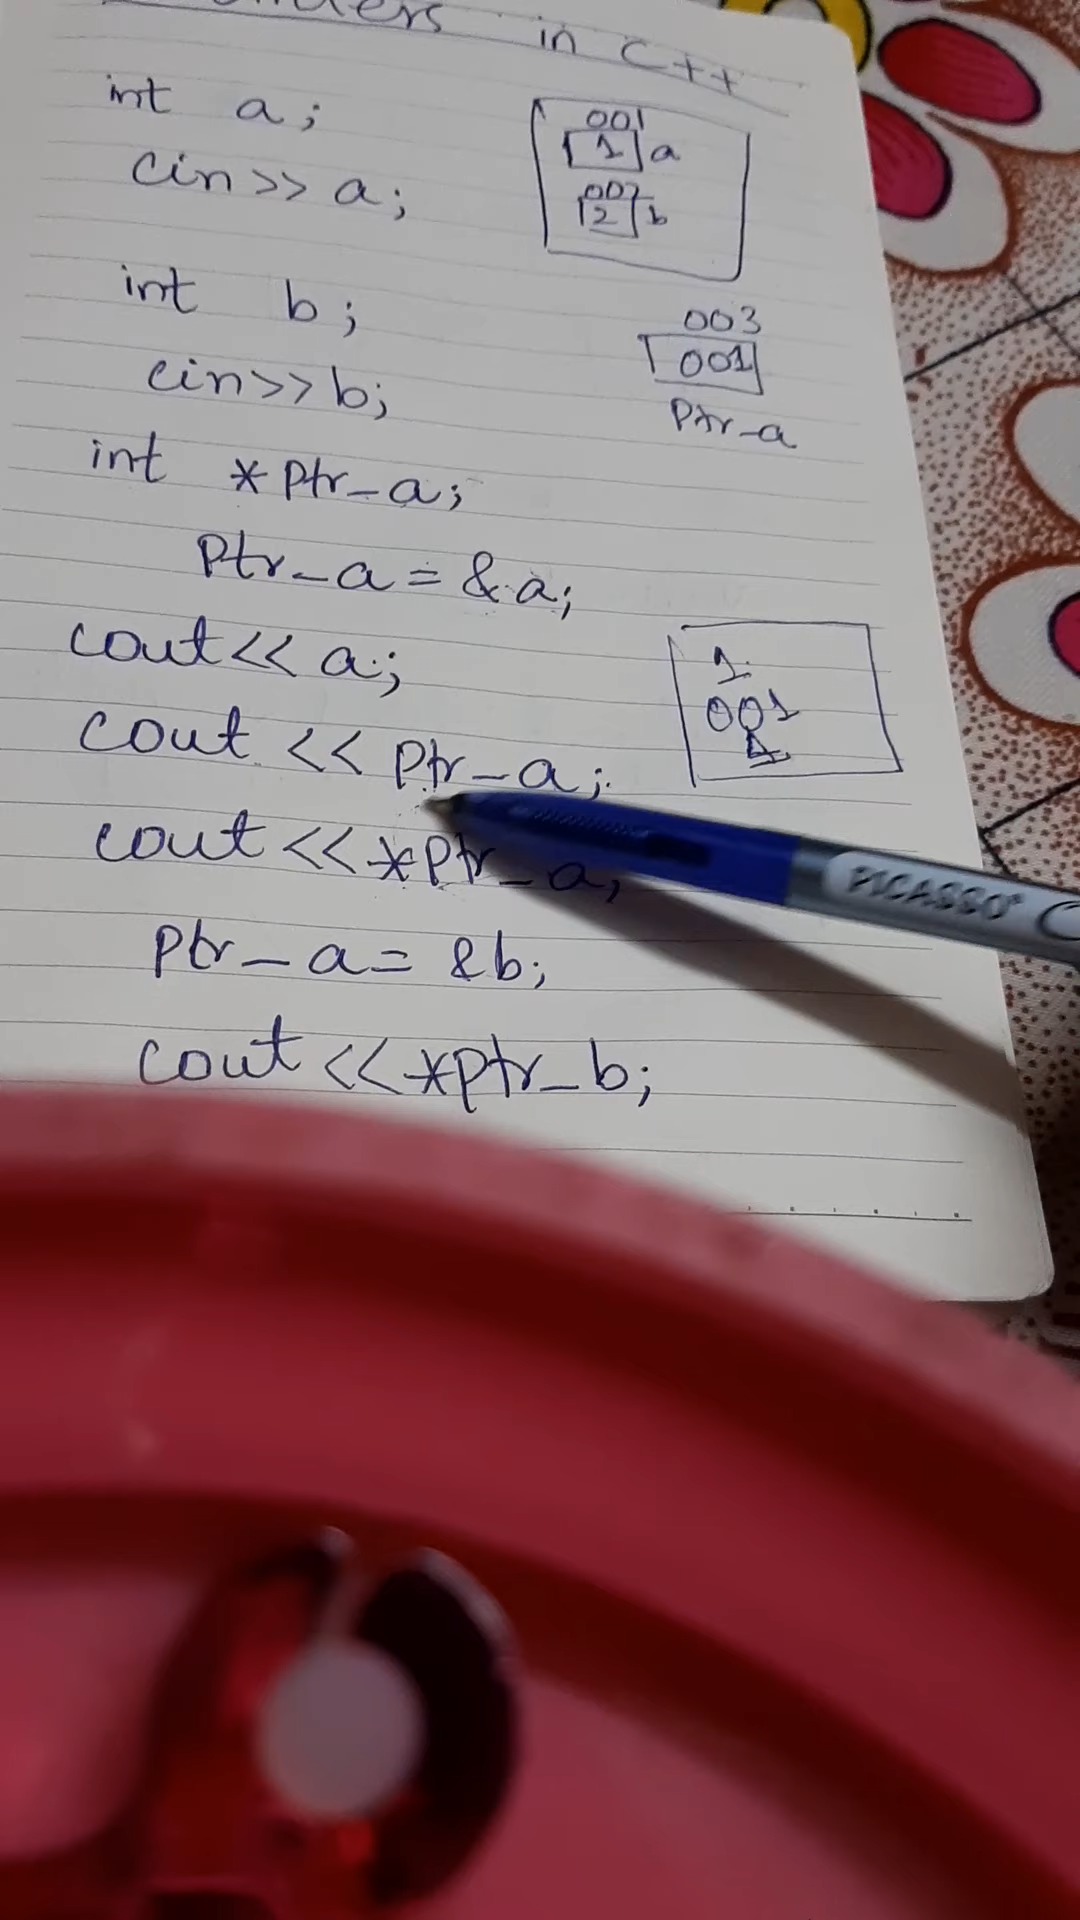 in C++
int a;
cin>> a;
001
1 a
002
2 b
int b;
cin>> b;
003
001
Ptr_a
int *Ptr_a;
Ptr_a = &a;
cout<< a;
cout << Ptr_a;
cout <<*Ptr_a;
Ptr_a = &b;
cout <<*ptr_b;
1
001
1
PICASSO